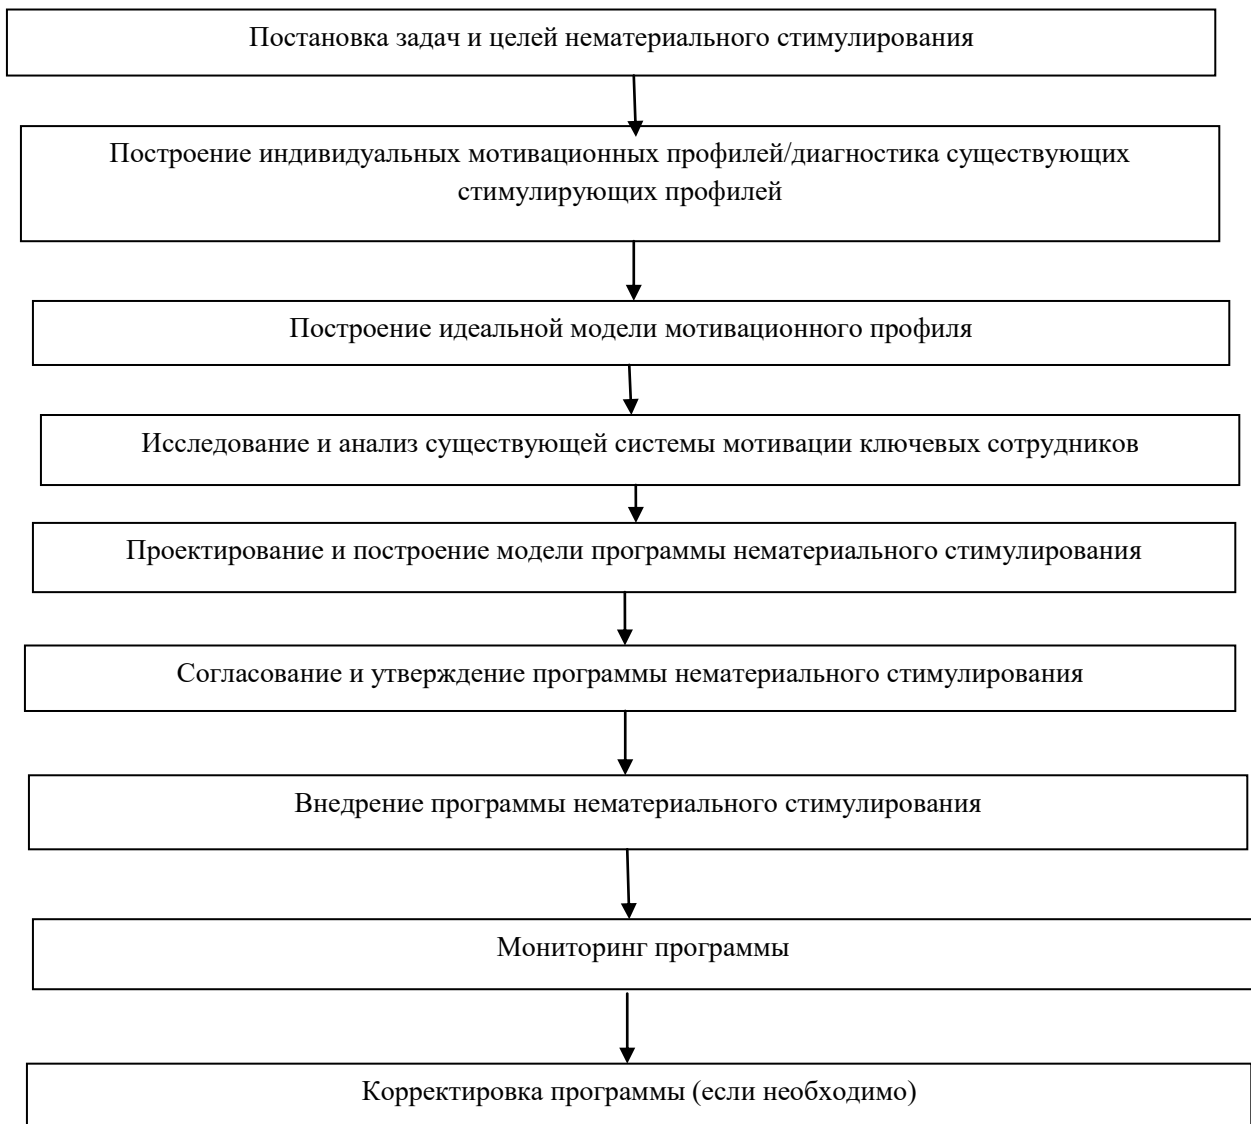 Постановка задач и целей нематериального стимулирования
Построение индивидуальных мотивационных профилей/диагностика существующих
стимулирующих профилей
Построение идеальной модели мотивационного профиля
Исследование и анализ существующей системы мотивации ключевых сотрудников
Проектирование и построение модели программы нематериального стимулирования
Согласование и утверждение программы нематериального стимулирования
Внедрение программы нематериального стимулирования
Мониторинг программы
Корректировка программы (если необходимо)